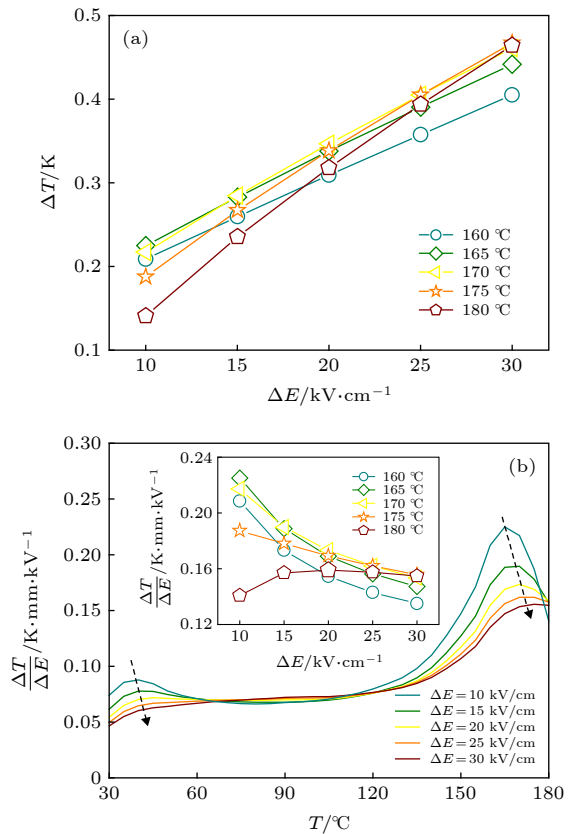 (a)
0.5
0.4
0.3
0.2
0.1
ΔT/K
160 ℃
165 ℃
170 ℃
175 ℃
180 ℃
10 15 20 25 30
ΔE/kV·cm⁻¹
(b)
0.30
0.25
0.20
0.15
0.10
0.05
0
ΔT/ΔE /K·mm·kV⁻¹
0.24
0.20
0.16
0.12
ΔT/ΔE /K·mm·kV⁻¹
160 ℃
165 ℃
170 ℃
175 ℃
180 ℃
10 15 20 25 30
ΔE/kV·cm⁻¹
ΔE=10 kV/cm
ΔE=15 kV/cm
ΔE=20 kV/cm
ΔE=25 kV/cm
ΔE=30 kV/cm
30 60 90 120 150 180
T/℃